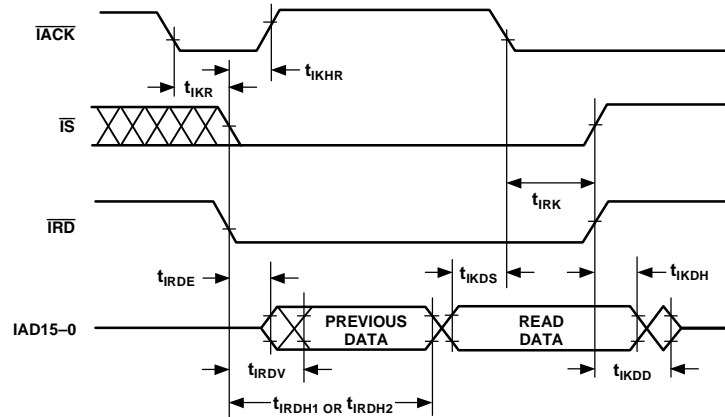 IACK
tIKHR
tIKR
IS
tIRK
IRD
tIRDE
tIKDS
tIKDH
IAD15–0
PREVIOUS
DATA
READ
DATA
tIRDV
tIKDD
tIRDH1 OR tIRDH2